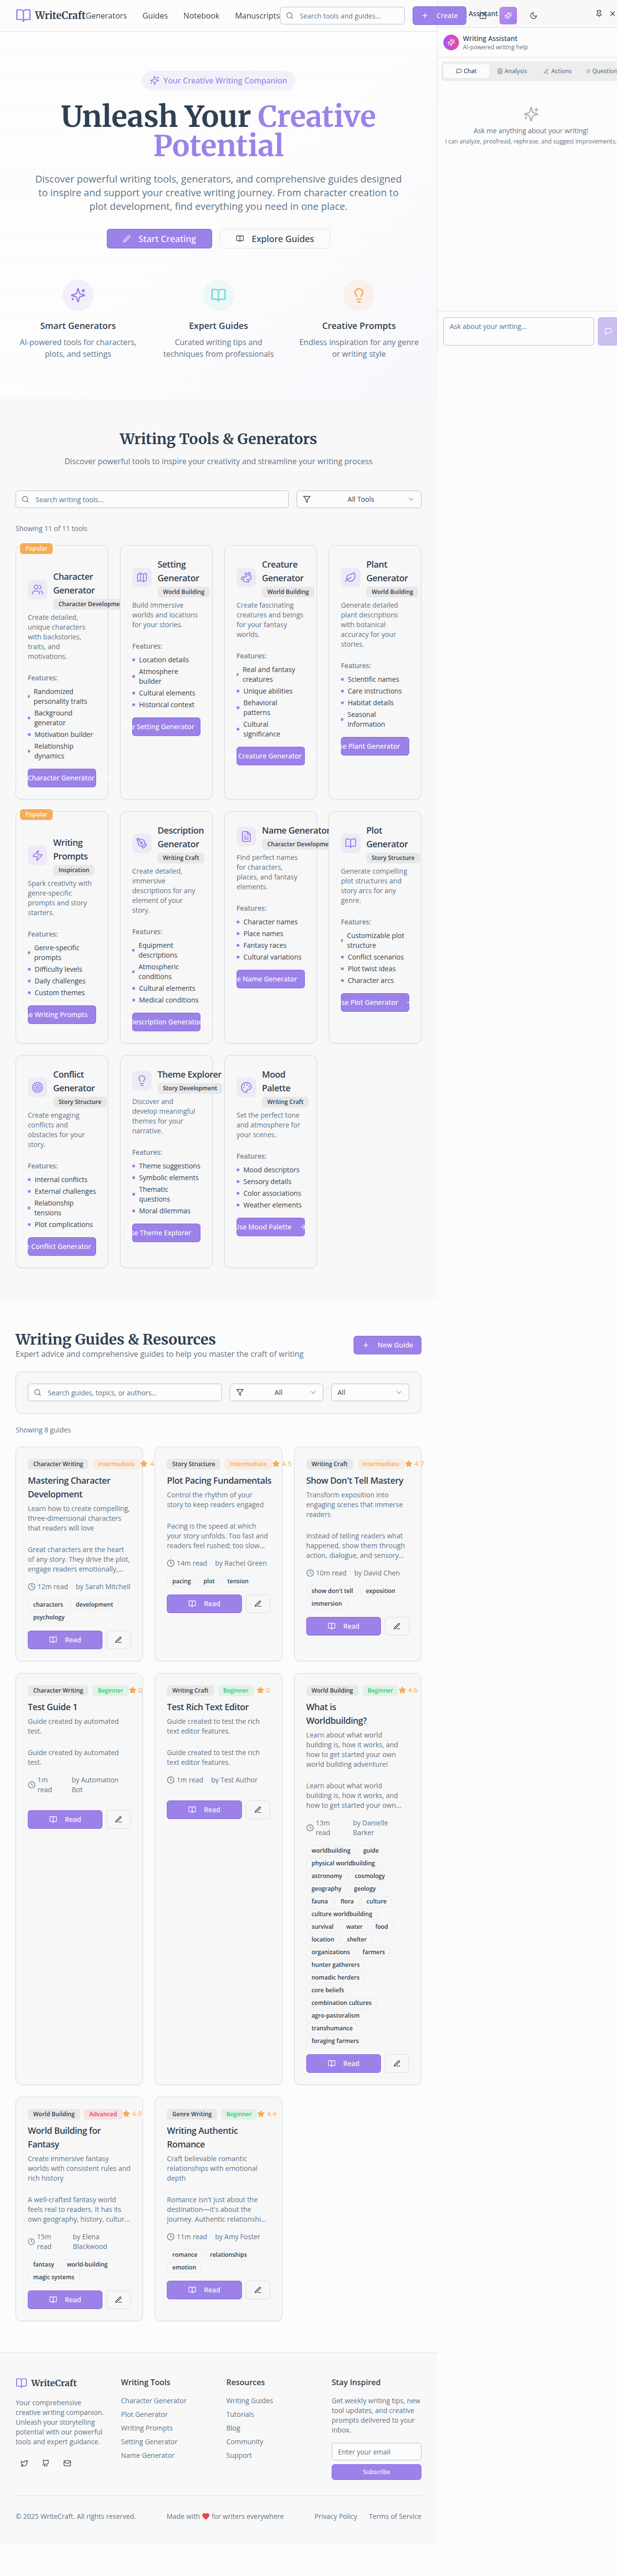 WriteCraft
Generators
Guides
Notebook
Manuscripts
Search tools and guides...
Create
Assistant
Writing Assistant
AI-powered writing help
Chat
Analysis
Actions
Question
Ask me anything about your writing!
I can analyze, proofread, rephrase, and suggest improvements.
Ask about your writing...
Your Creative Writing Companion
Unleash Your Creative
Potential
Discover powerful writing tools, generators, and comprehensive guides designed
to inspire and support your creative writing journey. From character creation to
plot development, find everything you need in one place.
Start Creating
Explore Guides
Smart Generators
AI-powered tools for characters,
plots, and settings
Expert Guides
Curated writing tips and
techniques from professionals
Creative Prompts
Endless inspiration for any genre
or writing style
Writing Tools & Generators
Discover powerful tools to inspire your creativity and streamline your writing process
Search writing tools...
All Tools
Showing 11 of 11 tools
Popular
Character
Generator
Character Developme
Create detailed,
unique characters
with backstories,
traits, and
motivations.
Features:
Randomized
personality traits
Background
generator
Motivation builder
Relationship
dynamics
Character Generator
Setting
Generator
World Building
Build immersive
worlds and locations
for your stories.
Features:
Location details
Atmosphere
builder
Cultural elements
Historical context
e Setting Generator
Creature
Generator
World Building
Create fascinating
creatures and beings
for your fantasy
worlds.
Features:
Real and fantasy
creatures
Unique abilities
Behavioral
patterns
Cultural
significance
Creature Generator
Plant
Generator
World Building
Generate detailed
plant descriptions
with botanical
accuracy for your
stories.
Features:
Scientific names
Care instructions
Habitat details
Seasonal
information
se Plant Generator
Popular
Writing
Prompts
Inspiration
Spark creativity with
genre-specific
prompts and story
starters.
Features:
Genre-specific
prompts
Difficulty levels
Daily challenges
Custom themes
se Writing Prompts
Description
Generator
Writing Craft
Create detailed,
immersive
descriptions for any
element of your
story.
Features:
Equipment
descriptions
Atmospheric
conditions
Cultural elements
Medical conditions
Description Generator
Name Generator
Character Developme
Find perfect names
for characters,
places, and fantasy
elements.
Features:
Character names
Place names
Fantasy races
Cultural variations
e Name Generator
Plot
Generator
Story Structure
Generate compelling
plot structures and
story arcs for any
genre.
Features:
Customizable plot
structure
Conflict scenarios
Plot twist ideas
Character arcs
se Plot Generator
Conflict
Generator
Story Structure
Create engaging
conflicts and
obstacles for your
story.
Features:
Internal conflicts
External challenges
Relationship
tensions
Plot complications
e Conflict Generator
Theme Explorer
Story Development
Discover and
develop meaningful
themes for your
narrative.
Features:
Theme suggestions
Symbolic elements
Thematic
questions
Moral dilemmas
se Theme Explorer
Mood
Palette
Writing Craft
Set the perfect tone
and atmosphere for
your scenes.
Features:
Mood descriptors
Sensory details
Color associations
Weather elements
Use Mood Palette
Writing Guides & Resources
Expert advice and comprehensive guides to help you master the craft of writing
New Guide
Search guides, topics, or authors...
All
All
Showing 8 guides
Character Writing
Intermediate
4.
Mastering Character
Development
Learn how to create compelling,
three-dimensional characters
that readers will love
Great characters are the heart
of any story. They drive the plot,
engage readers emotionally,...
12m read
by Sarah Mitchell
characters
development
psychology
Read
Story Structure
Intermediate
4.5
Plot Pacing Fundamentals
Control the rhythm of your
story to keep readers engaged
Pacing is the speed at which
your story unfolds. Too fast and
readers feel rushed; too slow...
14m read
by Rachel Green
pacing
plot
tension
Read
Writing Craft
Intermediate
4.7
Show Don't Tell Mastery
Transform exposition into
engaging scenes that immerse
readers
Instead of telling readers what
happened, show them through
action, dialogue, and sensory...
10m read
by David Chen
show don't tell
exposition
immersion
Read
Character Writing
Beginner
0
Test Guide 1
Guide created by automated
test.
Guide created by automated
test.
1m
read
by Automation
Bot
Read
Writing Craft
Beginner
0
Test Rich Text Editor
Guide created to test the rich
text editor features.
Guide created to test the rich
text editor features.
1m read
by Test Author
Read
World Building
Beginner
4.6
What is
Worldbuilding?
Learn about what world
building is, how it works, and
how to get started your own
world building adventure!
Learn about what world
building is, how it works, and
how to get started your own...
13m
read
by Danielle
Barker
worldbuilding
guide
physical worldbuilding
astronomy
cosmology
geography
geology
fauna
flora
culture
culture worldbuilding
survival
water
food
location
shelter
organizations
farmers
hunter gatherers
nomadic herders
core beliefs
combination cultures
agro-pastoralism
transhumance
foraging farmers
Read
World Building
Advanced
4.9
World Building for
Fantasy
Create immersive fantasy
worlds with consistent rules and
rich history
A well-crafted fantasy world
feels real to readers. It has its
own geography, history, cultur...
15m
read
by Elena
Blackwood
fantasy
world-building
magic systems
Read
Genre Writing
Beginner
4.4
Writing Authentic
Romance
Craft believable romantic
relationships with emotional
depth
Romance isn't just about the
destination—it's about the
journey. Authentic relationshi...
11m read
by Amy Foster
romance
relationships
emotion
Read
WriteCraft
Your comprehensive
creative writing companion.
Unleash your storytelling
potential with our powerful
tools and expert guidance.
Writing Tools
Character Generator
Plot Generator
Writing Prompts
Setting Generator
Name Generator
Resources
Writing Guides
Tutorials
Blog
Community
Support
Stay Inspired
Get weekly writing tips, new
tool updates, and creative
prompts delivered to your
inbox.
Enter your email
Subscribe
© 2025 WriteCraft. All rights reserved.
Made with ❤️ for writers everywhere
Privacy Policy
Terms of Service